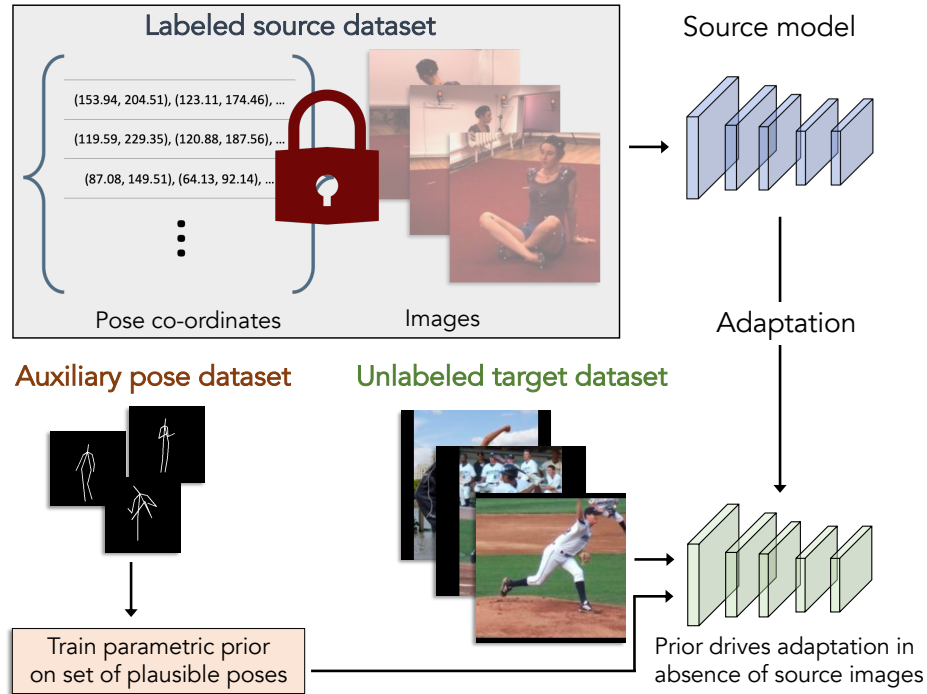 Labeled source dataset
Source model
(153.94, 204.51), (123.11, 174.46), ...
(119.59, 229.35), (120.88, 187.56), ...
(87.08, 149.51), (64.13, 92.14), ...
Pose co-ordinates
Images
Adaptation
Auxiliary pose dataset
Unlabeled target dataset
Train parametric prior
on set of plausible poses
Prior drives adaptation in
absence of source images